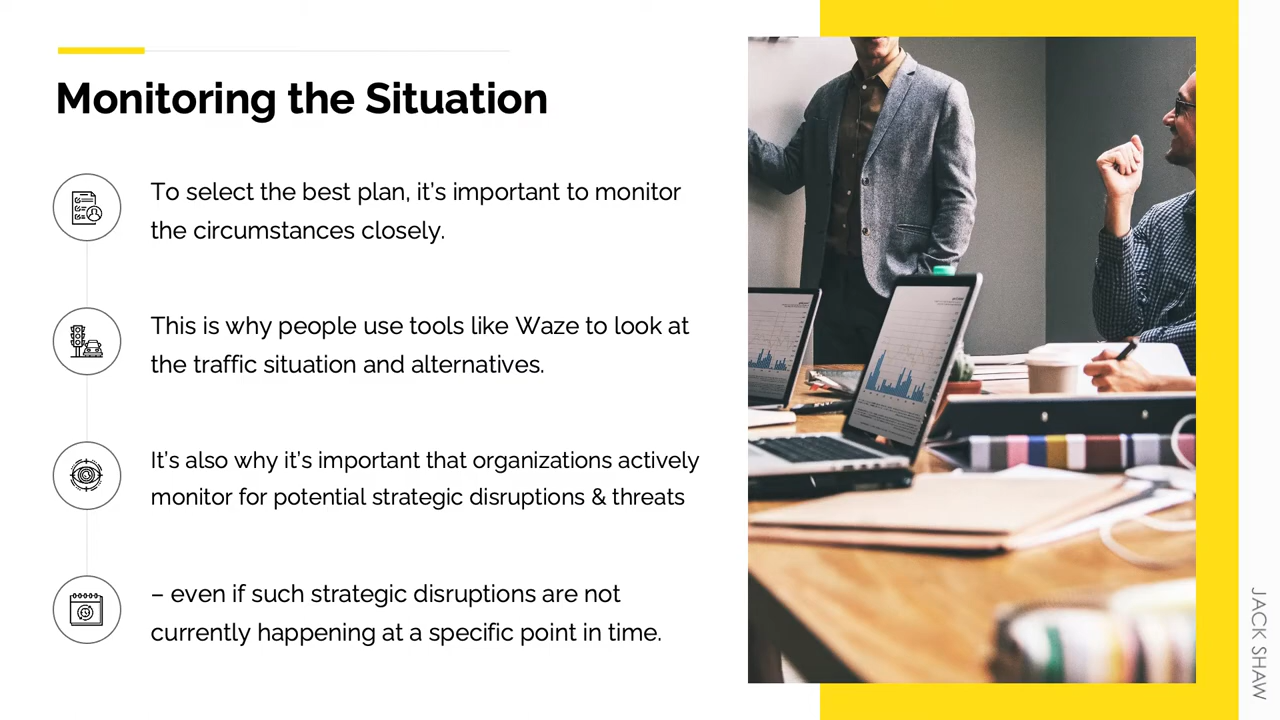 Monitoring the Situation
To select the best plan, it's important to monitor
the circumstances closely.
This is why people use tools like Waze to look at
the traffic situation and alternatives.
It's also why it's important that organizations actively
monitor for potential strategic disruptions & threats
– even if such strategic disruptions are not
currently happening at a specific point in time.
JACK SHAW